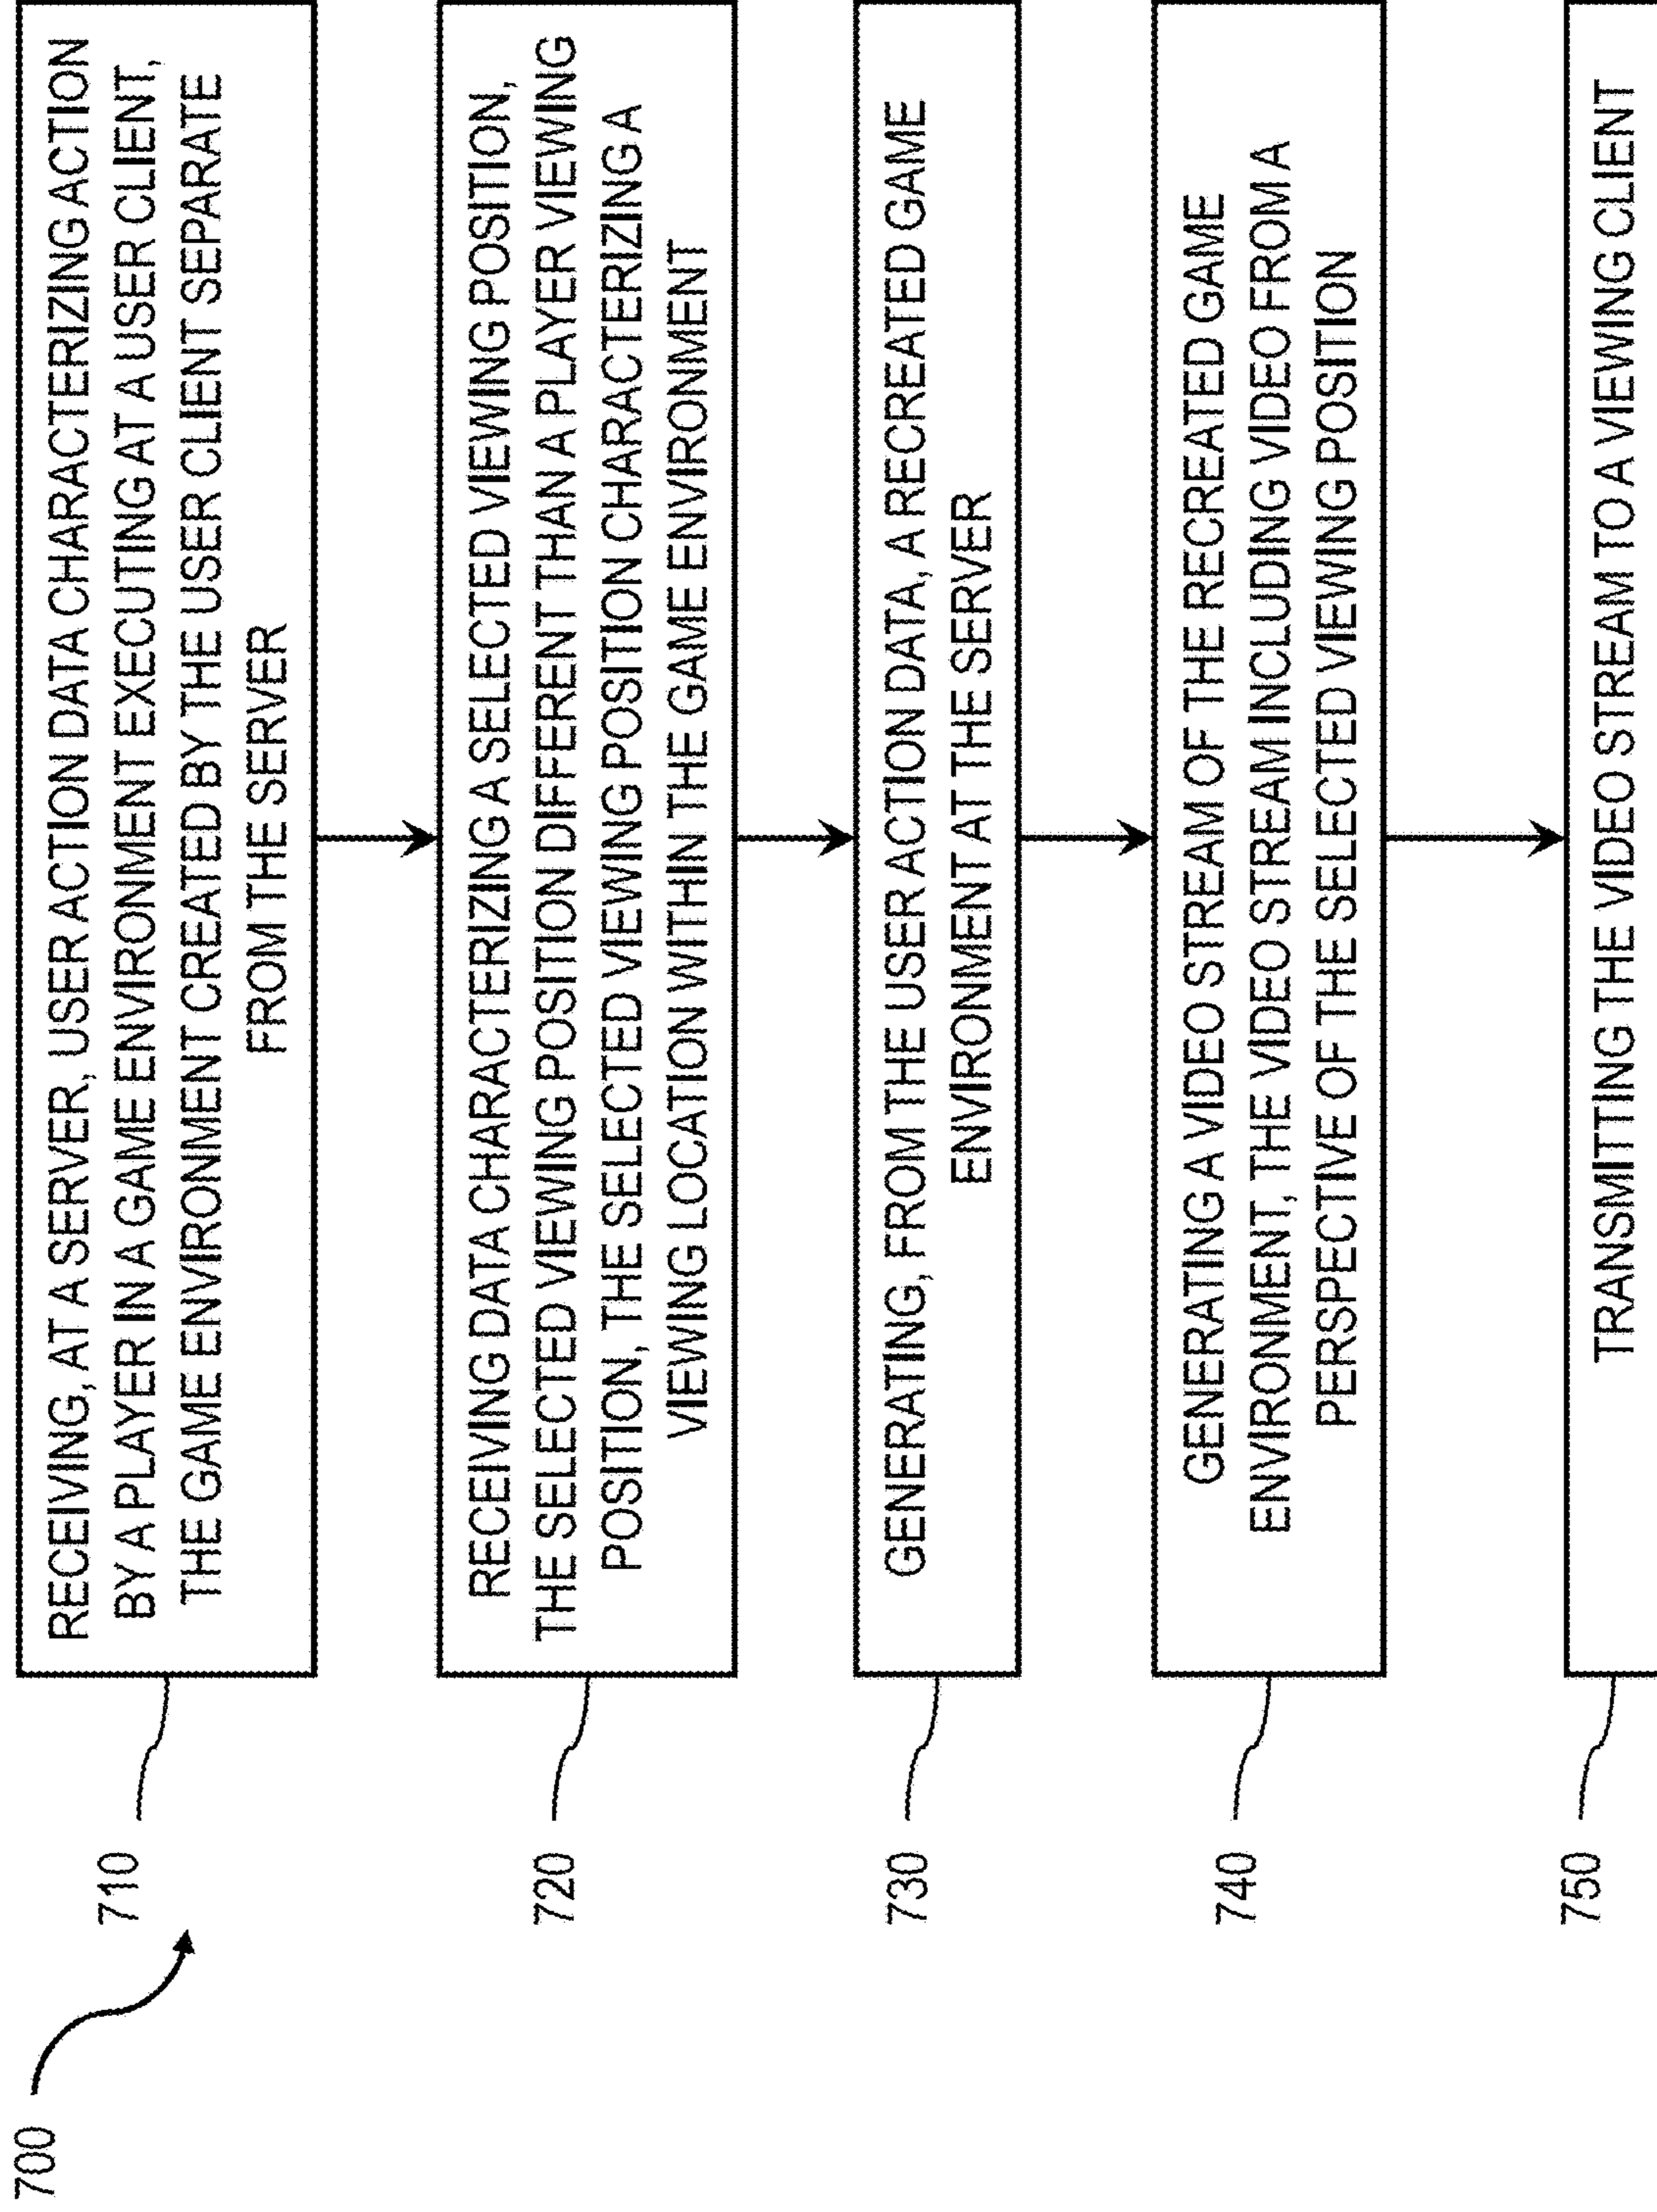 700
710
RECEIVING, AT A SERVER, USER ACTION DATA CHARACTERIZING ACTION
BY A PLAYER IN A GAME ENVIRONMENT EXECUTING AT A USER CLIENT,
THE GAME ENVIRONMENT CREATED BY THE USER CLIENT SEPARATE
FROM THE SERVER
720
RECEIVING DATA CHARACTERIZING A SELECTED VIEWING POSITION,
THE SELECTED VIEWING POSITION DIFFERENT THAN A PLAYER VIEWING
POSITION, THE SELECTED VIEWING POSITION CHARACTERIZING A
VIEWING LOCATION WITHIN THE GAME ENVIRONMENT
730
GENERATING, FROM THE USER ACTION DATA, A RECREATED GAME
ENVIRONMENT AT THE SERVER
740
GENERATING A VIDEO STREAM OF THE RECREATED GAME
ENVIRONMENT, THE VIDEO STREAM INCLUDING VIDEO FROM A
PERSPECTIVE OF THE SELECTED VIEWING POSITION
750
TRANSMITTING THE VIDEO STREAM TO A VIEWING CLIENT